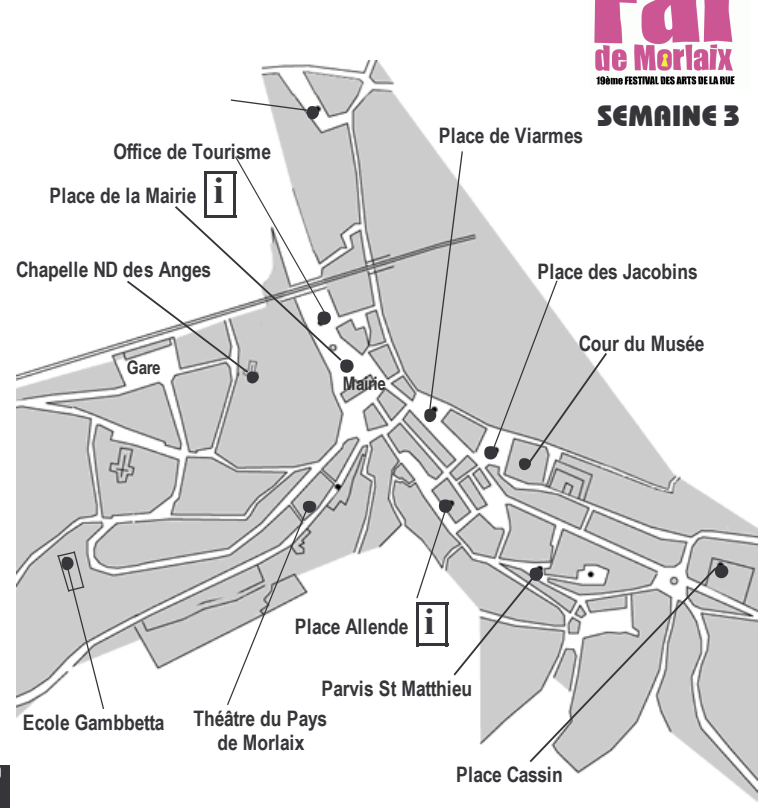 de Morlaix
19ème FESTIVAL DES ARTS DE LA RUE
SEMAINE 3
Place de Viarmes
Office de Tourisme
Place de la Mairie i
Chapelle ND des Anges
Place des Jacobins
Cour du Musée
Gare
Mairie
Place Allende i
Parvis St Matthieu
Ecole Gambbetta
Théâtre du Pays
de Morlaix
Place Cassin